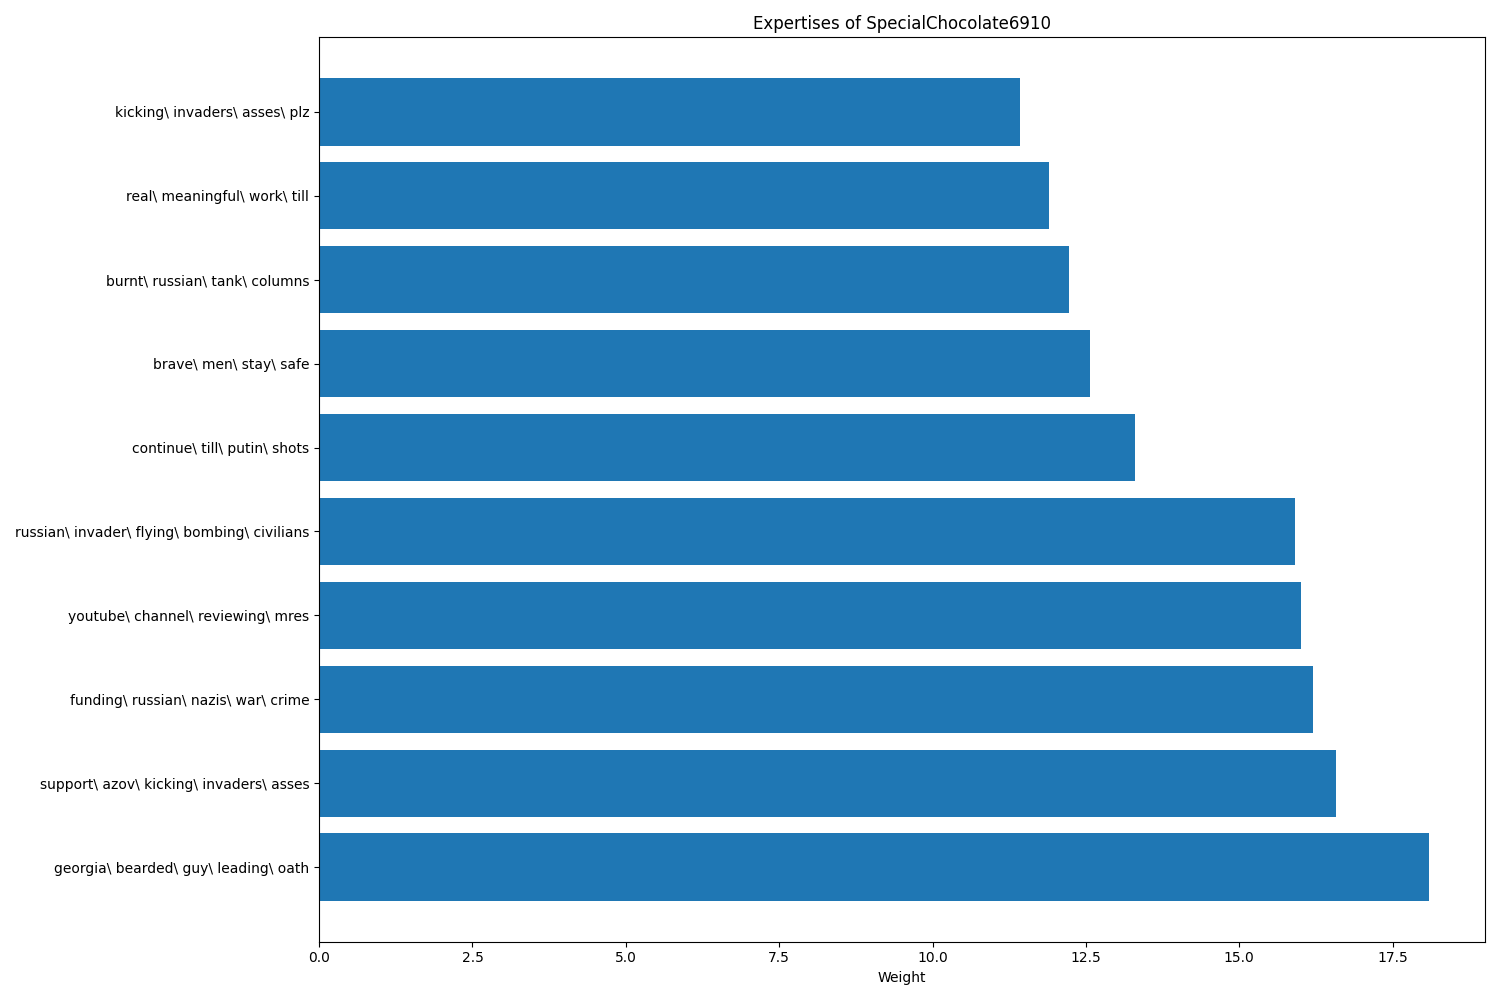 Expertises of SpecialChocolate6910
kicking\ invaders\ asses\ plz
real\ meaningful\ work\ till
burnt\ russian\ tank\ columns
brave\ men\ stay\ safe
continue\ till\ putin\ shots
russian\ invader\ flying\ bombing\ civilians
youtube\ channel\ reviewing\ mres
funding\ russian\ nazis\ war\ crime
support\ azov\ kicking\ invaders\ asses
georgia\ bearded\ guy\ leading\ oath
0.0 2.5 5.0 7.5 10.0 12.5 15.0 17.5
Weight